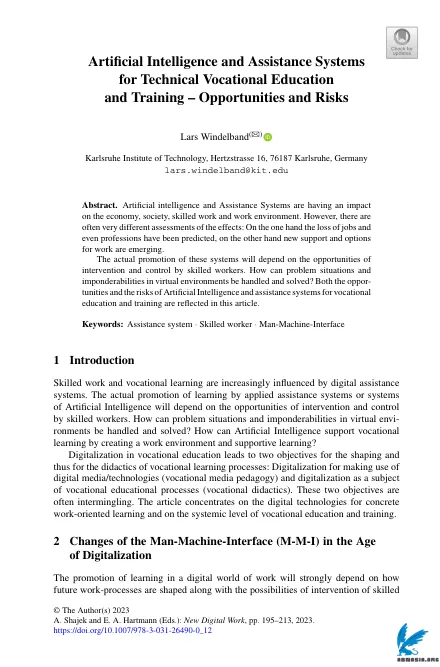 Check for
updates
Artificial Intelligence and Assistance Systems
for Technical Vocational Education
and Training – Opportunities and Risks
Lars Windelband(✉)
Karlsruhe Institute of Technology, Hertzstrasse 16, 76187 Karlsruhe, Germany
lars.windelband@kit.edu
Abstract. Artificial intelligence and Assistance Systems are having an impact
on the economy, society, skilled work and work environment. However, there are
often very different assessments of the effects: On the one hand the loss of jobs and
even professions have been predicted, on the other hand new support and options
for work are emerging.
The actual promotion of these systems will depend on the opportunities of
intervention and control by skilled workers. How can problem situations and
imponderabilities in virtual environments be handled and solved? Both the oppor-
tunities and the risks of Artificial Intelligence and assistance systems for vocational
education and training are reflected in this article.
Keywords: Assistance system · Skilled worker · Man-Machine-Interface
1 Introduction
Skilled work and vocational learning are increasingly influenced by digital assistance
systems. The actual promotion of learning by applied assistance systems or systems
of Artificial Intelligence will depend on the opportunities of intervention and control
by skilled workers. How can problem situations and imponderabilities in virtual envi-
ronments be handled and solved? How can Artificial Intelligence support vocational
learning by creating a work environment and supportive learning?
Digitalization in vocational education leads to two objectives for the shaping and
thus for the didactics of vocational learning processes: Digitalization for making use of
digital media/technologies (vocational media pedagogy) and digitalization as a subject
of vocational educational processes (vocational didactics). These two objectives are
often intermingling. The article concentrates on the digital technologies for concrete
work-oriented learning and on the systemic level of vocational education and training.
2 Changes of the Man-Machine-Interface (M-M-I) in the Age
of Digitalization
The promotion of learning in a digital world of work will strongly depend on how
future work-processes are shaped along with the possibilities of intervention of skilled
© The Author(s) 2023
A. Shajek and E. A. Hartmann (Eds.): New Digital Work, pp. 195–213, 2023.
https://doi.org/10.1007/978-3-031-26490-0_12